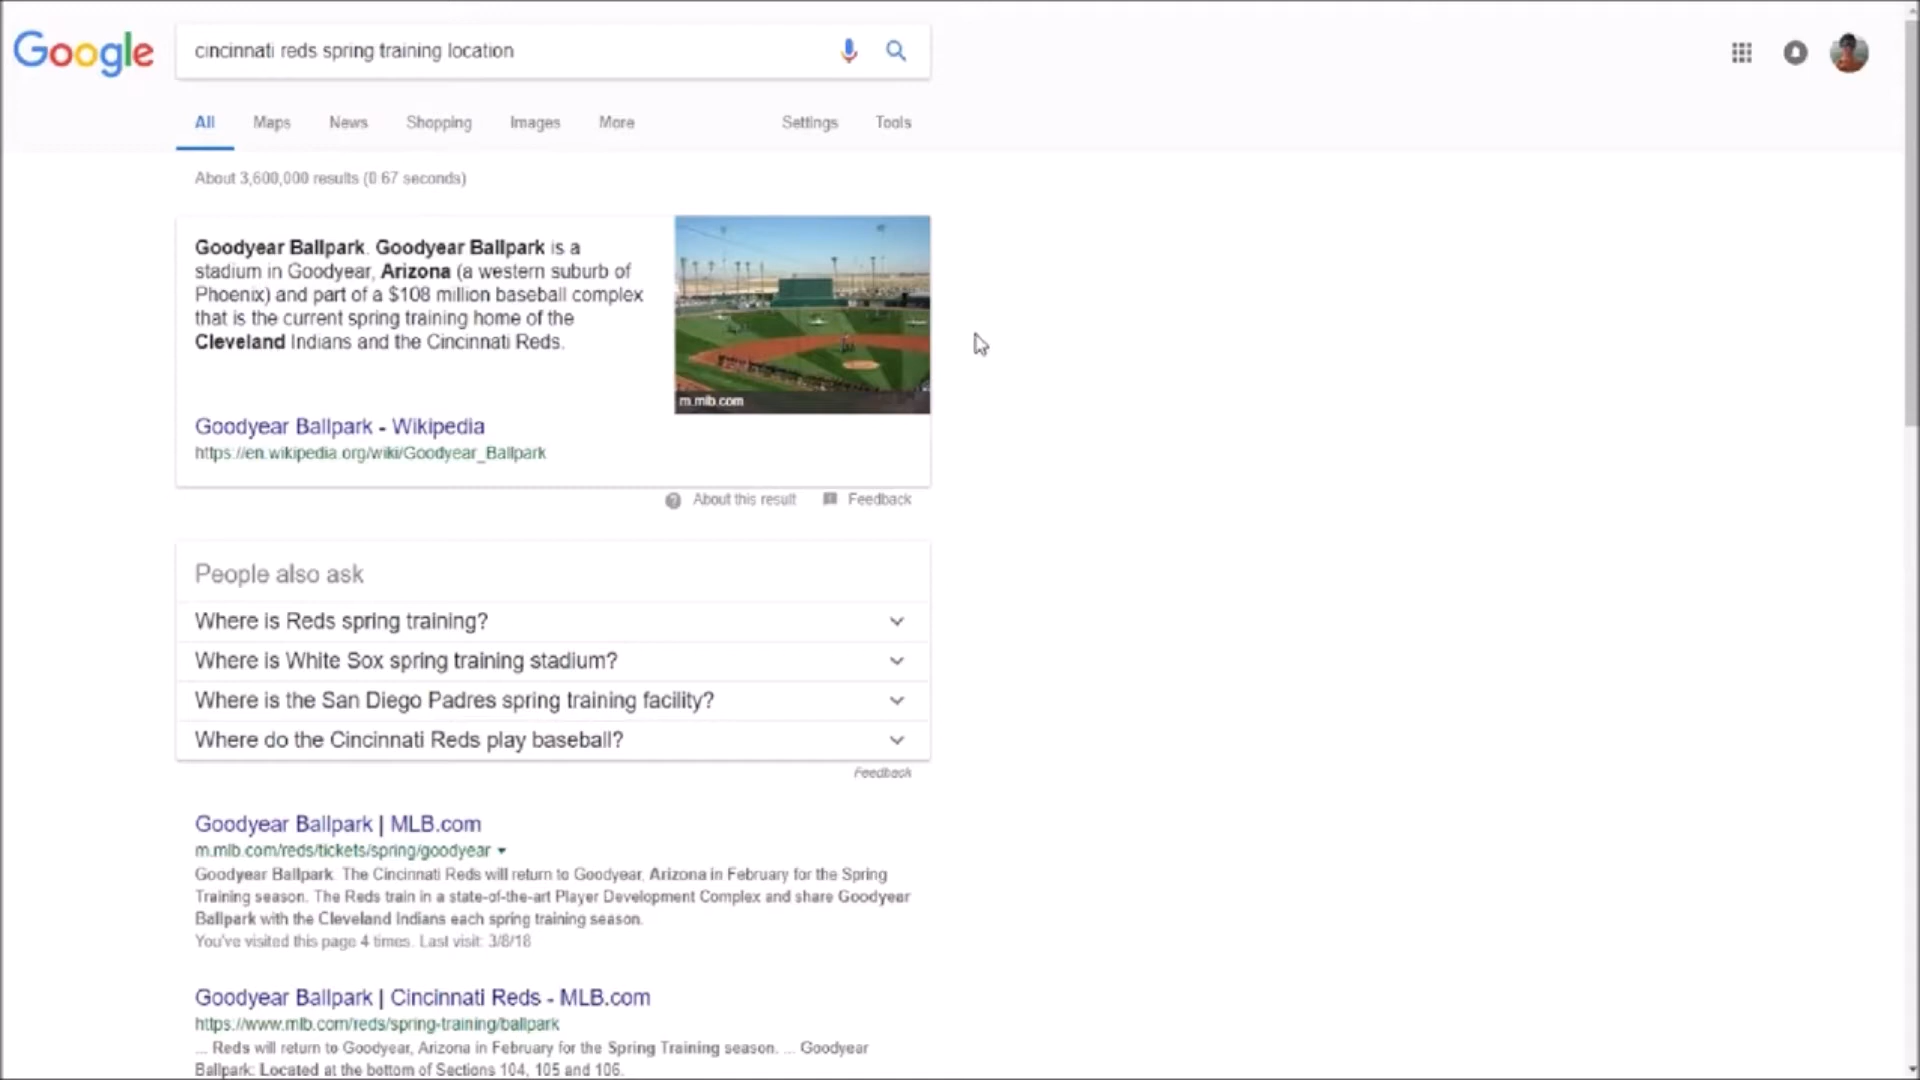 Google
cincinnati reds spring training location
All Maps News Shopping Images More Settings Tools
About 3,600,000 results (0 67 seconds)
Goodyear Ballpark. Goodyear Ballpark is a
stadium in Goodyear, Arizona (a western suburb of
Phoenix) and part of a $108 million baseball complex
that is the current spring training home of the
Cleveland Indians and the Cincinnati Reds.
m.mlb.com
Goodyear Ballpark - Wikipedia
https://en.wikipedia.org/wiki/Goodyear_Ballpark
About this result Feedback
People also ask
Where is Reds spring training?
Where is White Sox spring training stadium?
Where is the San Diego Padres spring training facility?
Where do the Cincinnati Reds play baseball?
Feedback
Goodyear Ballpark | MLB.com
m.mlb.com/reds/tickets/spring/goodyear
Goodyear Ballpark. The Cincinnati Reds will return to Goodyear, Arizona in February for the Spring
Training season. The Reds train in a state-of-the-art Player Development Complex and share Goodyear
Ballpark with the Cleveland Indians each spring training season.
You've visited this page 4 times. Last visit: 3/8/18
Goodyear Ballpark | Cincinnati Reds - MLB.com
https://www.mlb.com/reds/spring-training/ballpark
... Reds will return to Goodyear, Arizona in February for the Spring Training season. ... Goodyear
Ballpark: Located at the bottom of Sections 104, 105 and 106.